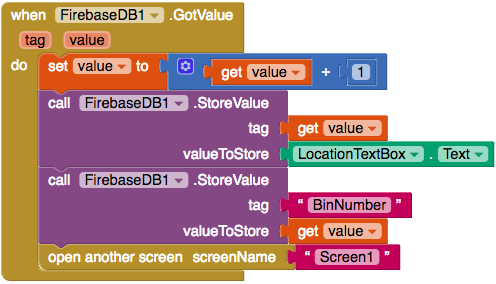 when FirebaseDB1 .GotValue
tag value
do set value to get value + 1
call FirebaseDB1 .StoreValue
tag get value
valueToStore LocationTextBox . Text
call FirebaseDB1 .StoreValue
tag “ BinNumber ”
valueToStore get value
open another screen screenName “ Screen1 ”